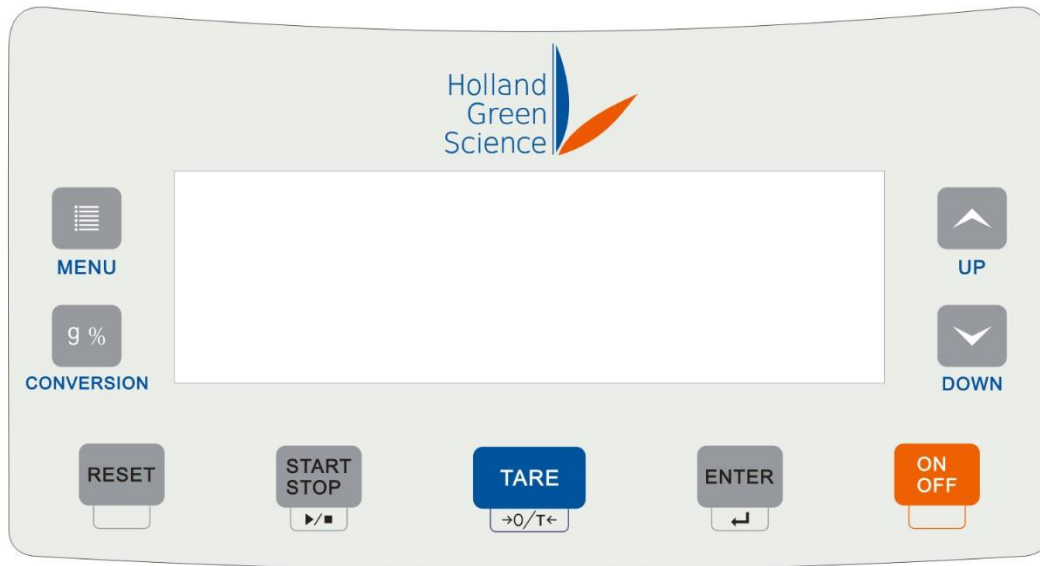 Holland
Green
Science
MENU
UP
g %
CONVERSION
DOWN
RESET
START
STOP
TARE
→0/T←
ENTER
ON
OFF